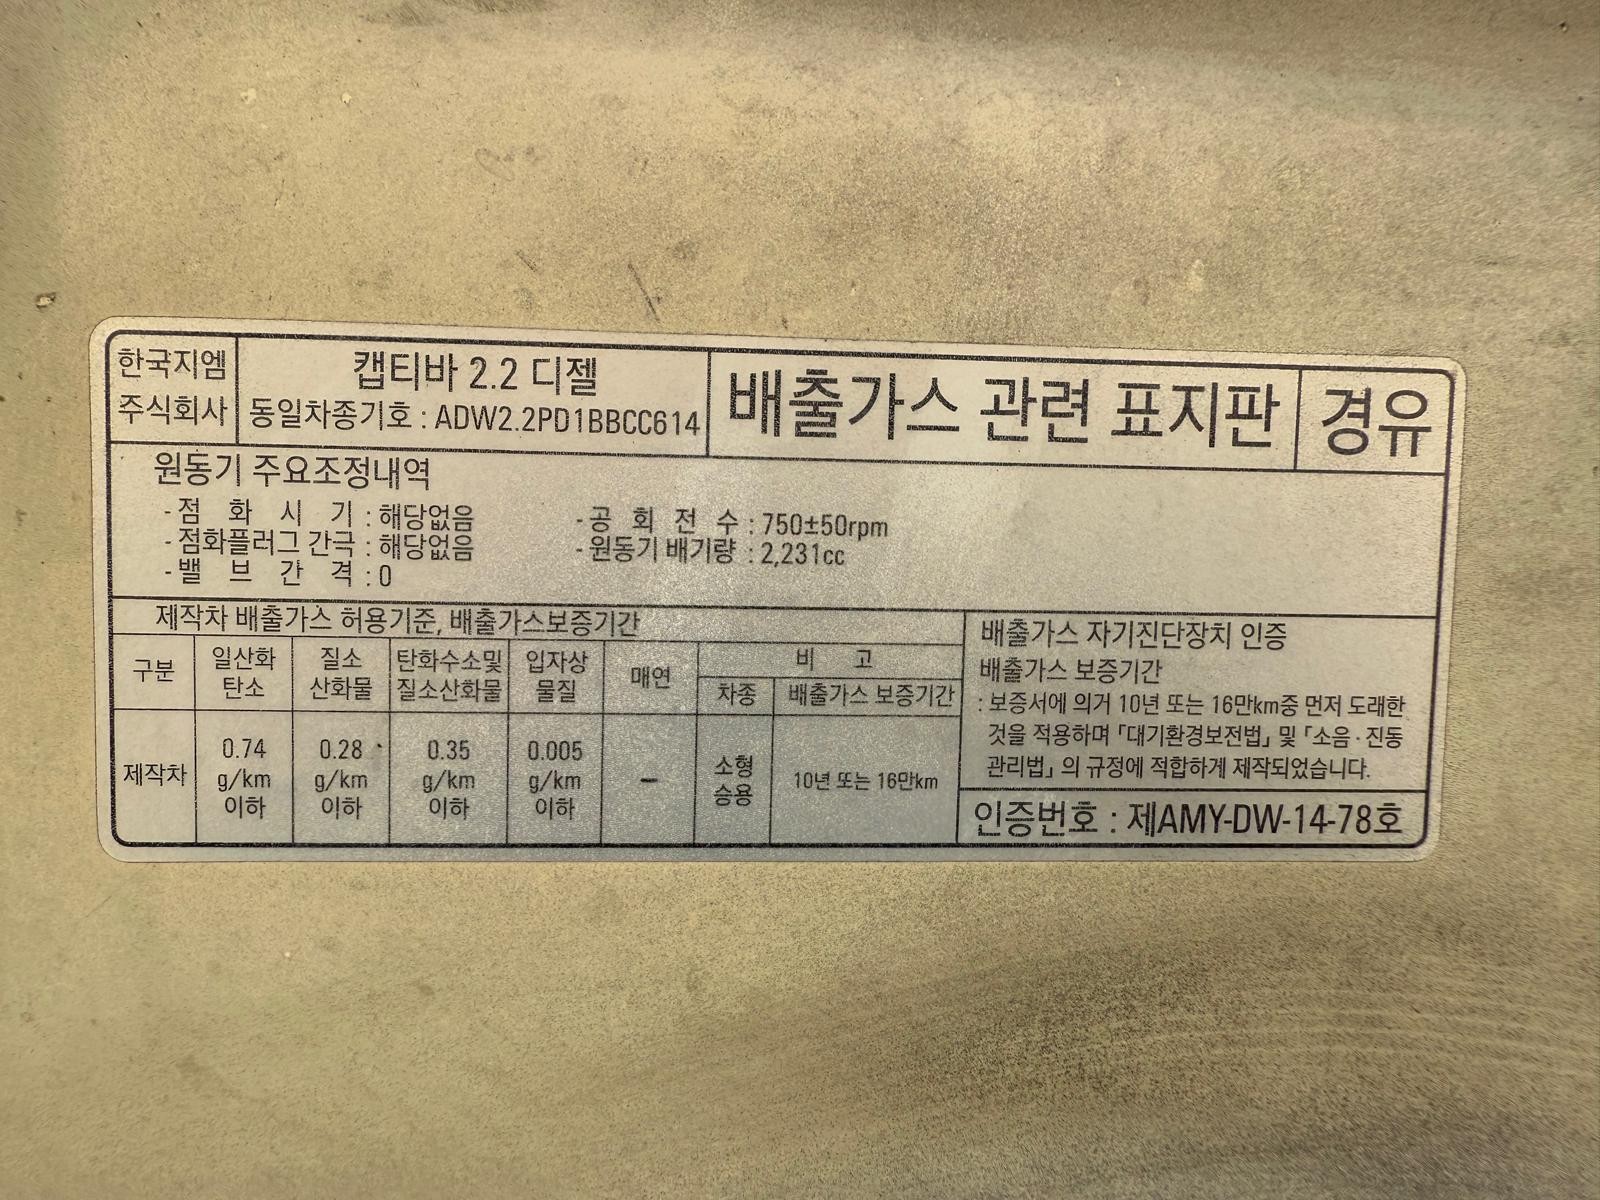 한국지엠
주식회사
캡티바 2.2 디젤
동일차종기호 : ADW2.2PD1BBCC614
배출가스 관련 표지판
경유
원동기 주요조정내역
- 점 화 시 기 : 해당없음
- 점화플러그 간극 : 해당없음
- 밸 브 간 격 : 0
- 공 회 전 수 : 750±50rpm
- 원동기 배기량 : 2,231cc
제작차 배출가스 허용기준, 배출가스보증기간
구분
일산화
탄소
질소
산화물
탄화수소및
질소산화물
입자상
물질
매연
비 고
차종
배출가스 보증기간
제작차
0.74
g/km
이하
0.28
g/km
이하
0.35
g/km
이하
0.005
g/km
이하
–
소형
승용
10년 또는 16만km
배출가스 자기진단장치 인증
배출가스 보증기간
: 보증서에 의거 10년 또는 16만km중 먼저 도래한
것을 적용하며 「대기환경보전법」 및 「소음 · 진동
관리법」 의 규정에 적합하게 제작되었습니다.
인증번호 : 제AMY-DW-14-78호